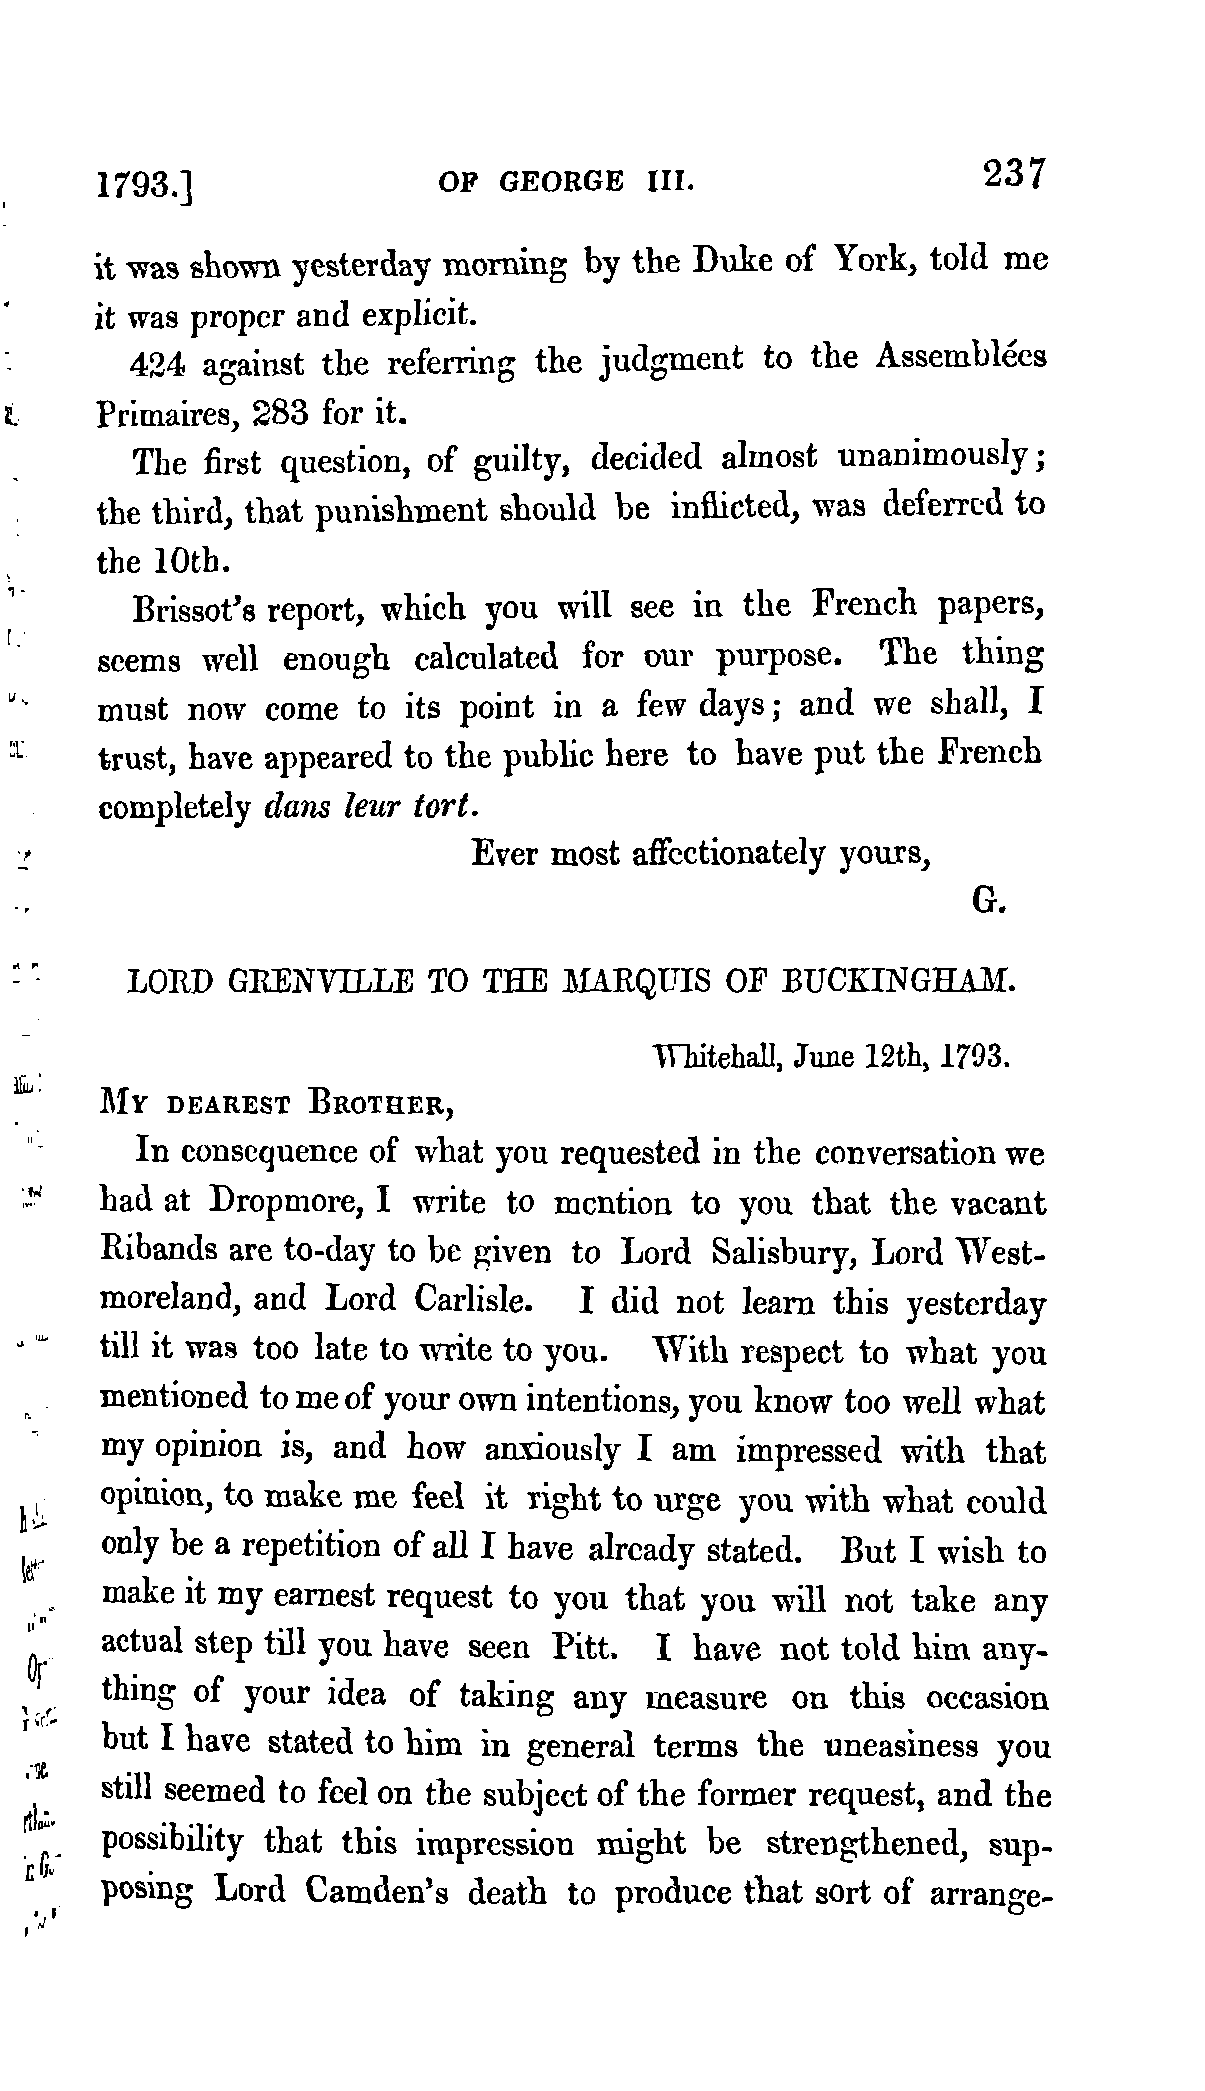 1793.] OF GEORGE III. 237
it was shown yesterday morning by the Duke of York, told me
it was proper and explicit.
424 against the referring the judgment to the Assemblées
Primaires, 283 for it.
The first question, of guilty, decided almost unanimously;
the third, that punishment should be inflicted, was deferred to
the 10th.
Brissot's report, which you will see in the French papers,
seems well enough calculated for our purpose. The thing
must now come to its point in a few days; and we shall, I
trust, have appeared to the public here to have put the French
completely dans leur tort.
Ever most affectionately yours,
G.
LORD GRENVILLE TO THE MARQUIS OF BUCKINGHAM.
Whitehall, June 12th, 1793.
MY DEAREST BROTHER,
In consequence of what you requested in the conversation we
had at Dropmore, I write to mention to you that the vacant
Ribands are to-day to be given to Lord Salisbury, Lord West-
moreland, and Lord Carlisle. I did not learn this yesterday
till it was too late to write to you. With respect to what you
mentioned to me of your own intentions, you know too well what
my opinion is, and how anxiously I am impressed with that
opinion, to make me feel it right to urge you with what could
only be a repetition of all I have already stated. But I wish to
make it my earnest request to you that you will not take any
actual step till you have seen Pitt. I have not told him any-
thing of your idea of taking any measure on this occasion
but I have stated to him in general terms the uneasiness you
still seemed to feel on the subject of the former request, and the
possibility that this impression might be strengthened, sup-
posing Lord Camden's death to produce that sort of arrange-